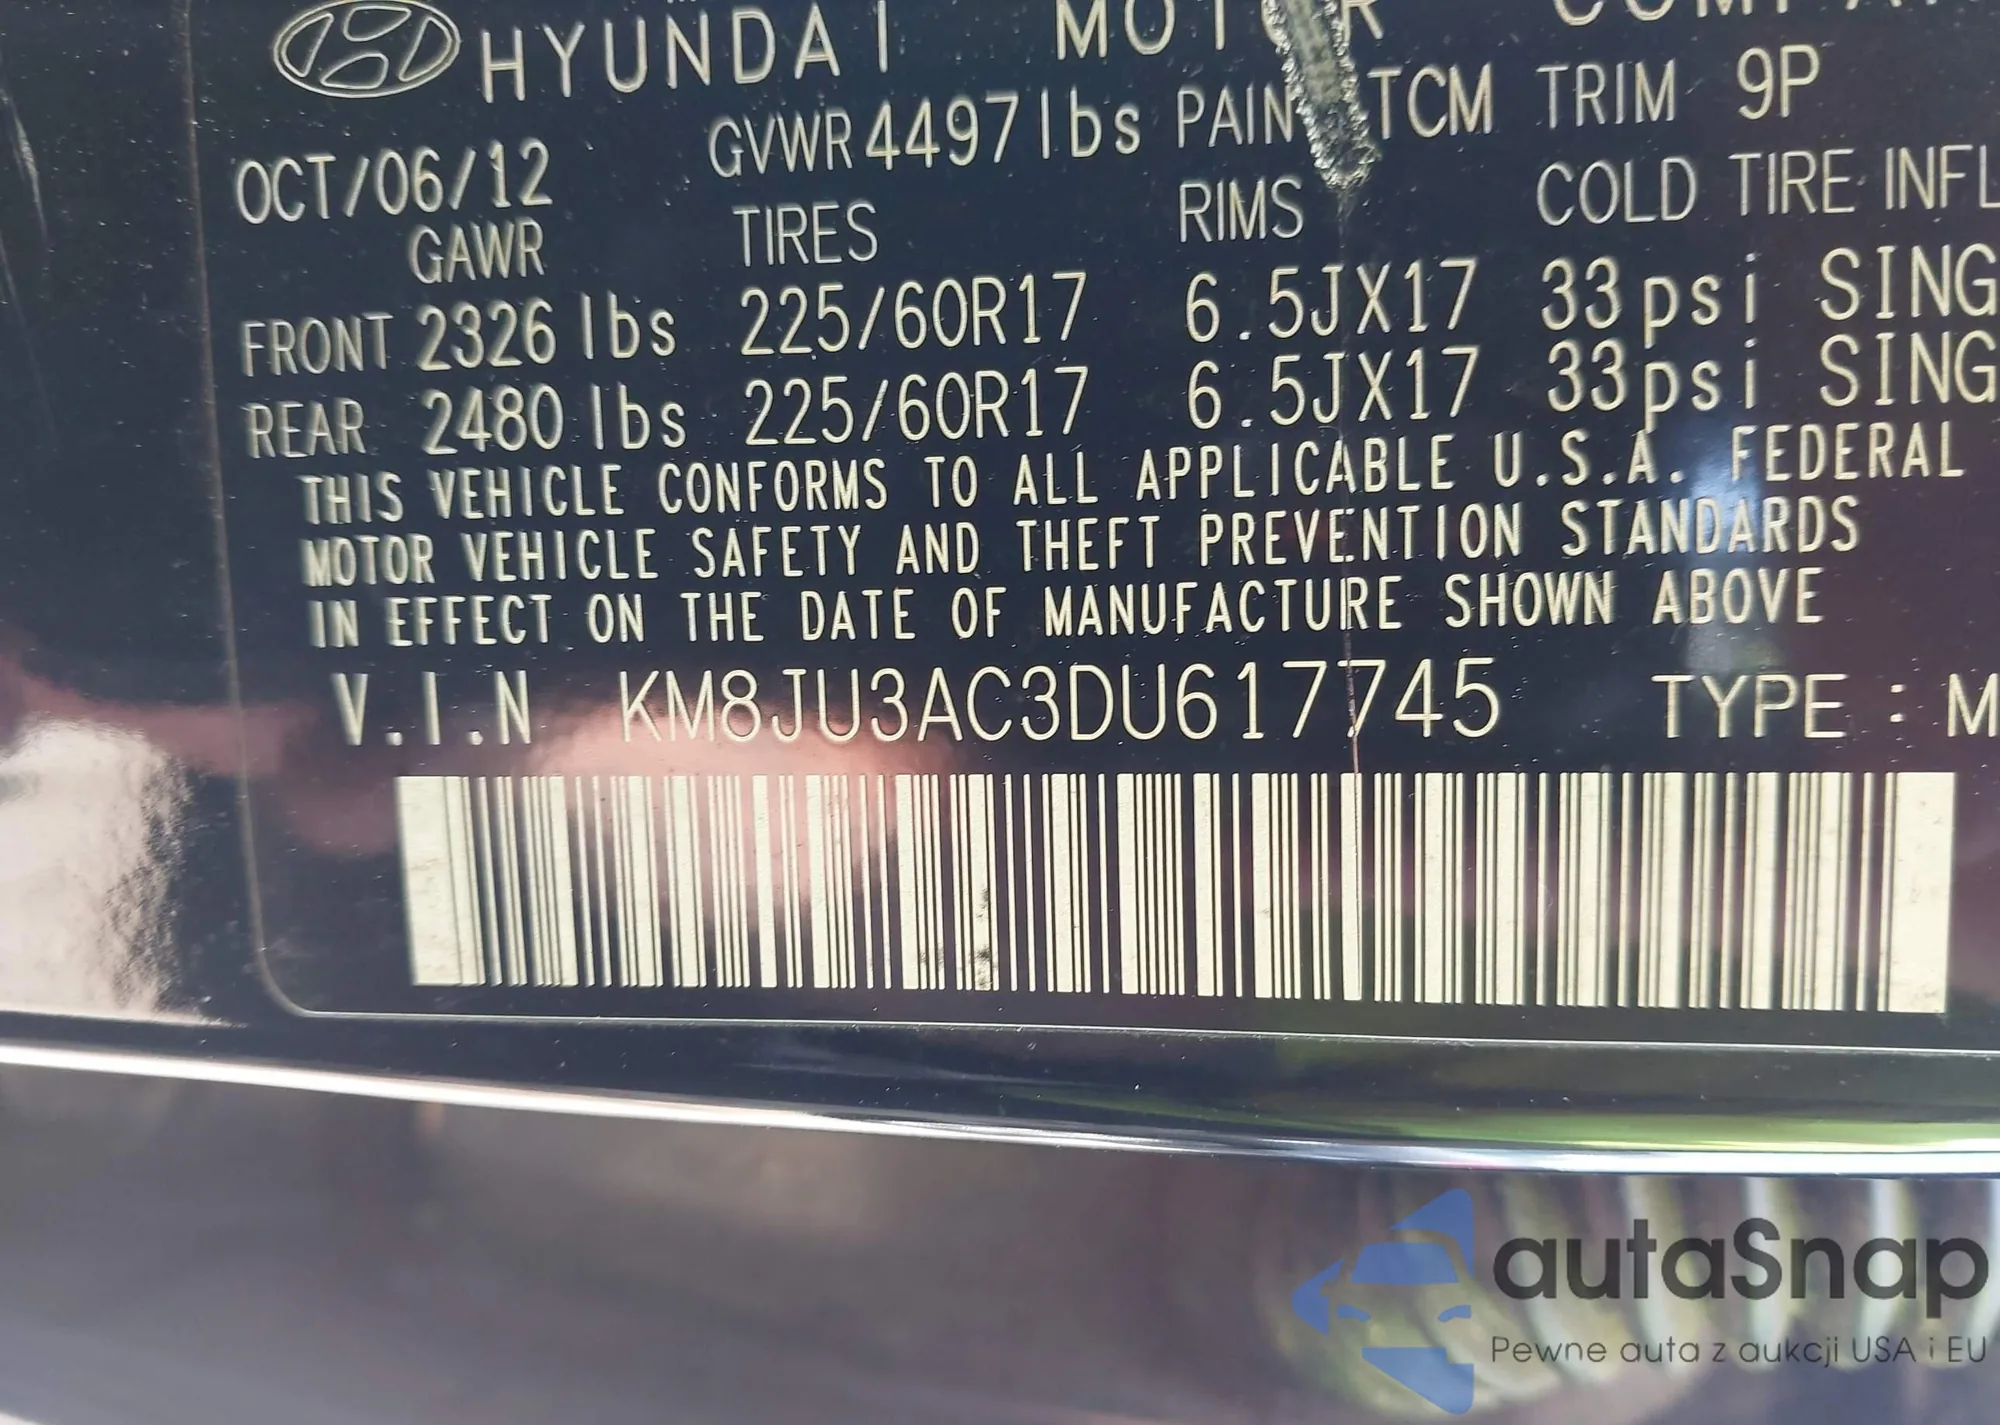 HYUNDAI MOTOR
OCT/06/12 GVWR 4497 lbs PAINT TCM TRIM 9P
GAWR TIRES RIMS COLD TIRE INFL
FRONT 2326 lbs 225/60R17 6.5JX17 33psi SING
REAR 2480 lbs 225/60R17 6.5JX17 33psi SING
THIS VEHICLE CONFORMS TO ALL APPLICABLE U.S.A. FEDERAL
MOTOR VEHICLE SAFETY AND THEFT PREVENTION STANDARDS
IN EFFECT ON THE DATE OF MANUFACTURE SHOWN ABOVE
V.I.N KM8JU3AC3DU617745 TYPE : M
autaSnap
Pewne auta z aukcji USA i EU